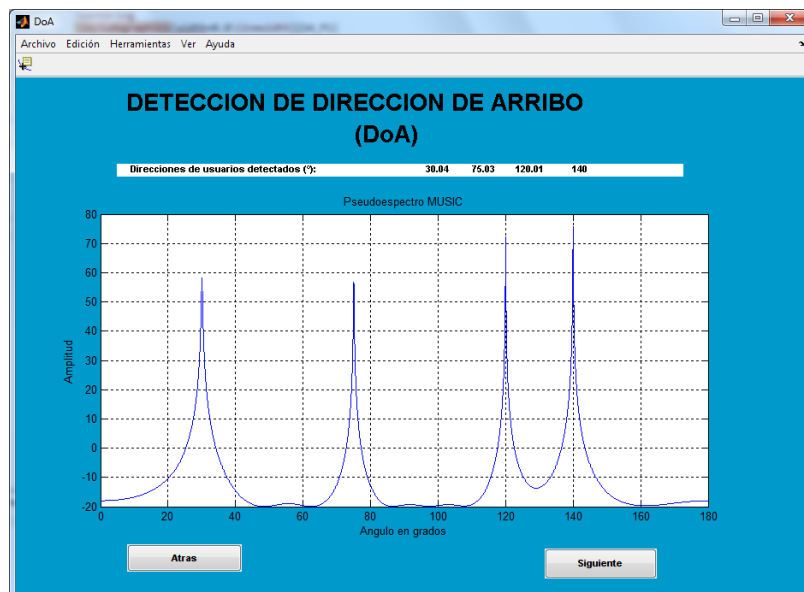 DoA
Archivo Edición Herramientas Ver Ayuda
DETECCION DE DIRECCION DE ARRIBO
(DoA)
Direcciones de usuarios detectados (°): 30.04 75.03 120.01 140
Pseudoespectro MUSIC
80
70
60
50
40
30
20
10
0
-10
-20
Amplitud
0 20 40 60 80 100 120 140 160 180
Angulo en grados
Atras
Siguiente